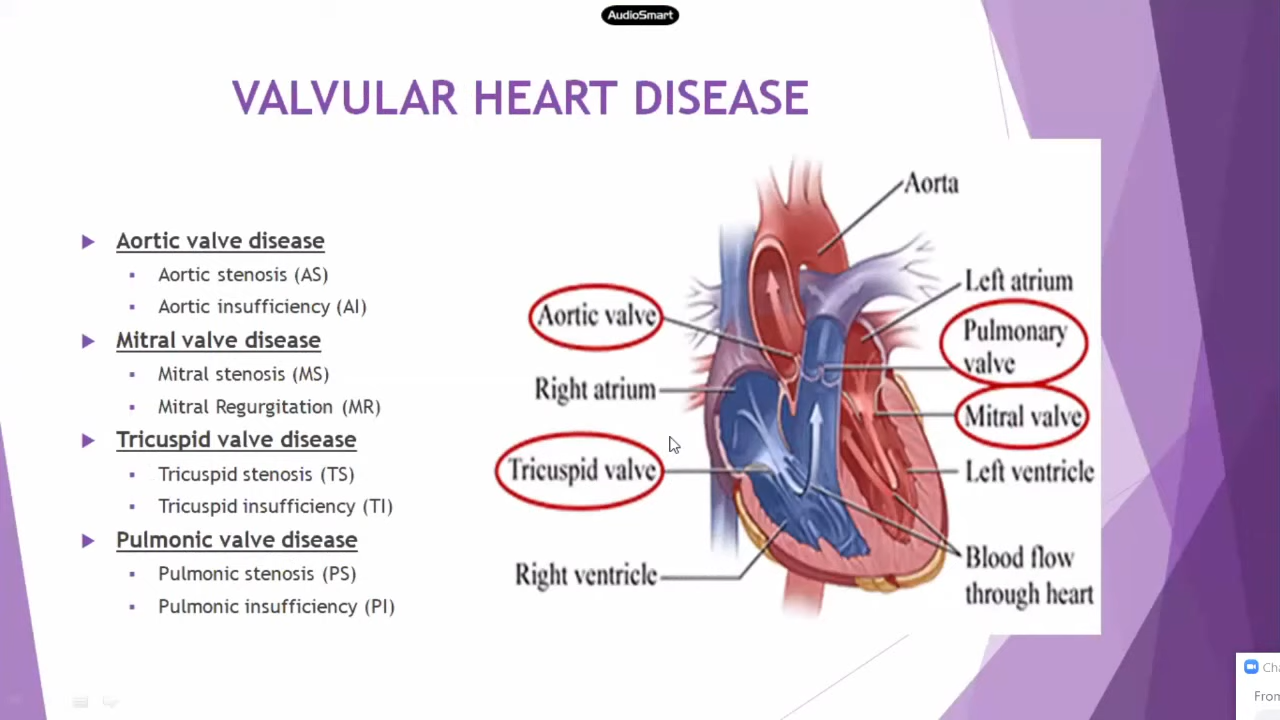 AudioSmart
VALVULAR HEART DISEASE
Aortic valve disease
Aortic stenosis (AS)
Aortic insufficiency (AI)
Mitral valve disease
Mitral stenosis (MS)
Mitral Regurgitation (MR)
Tricuspid valve disease
Tricuspid stenosis (TS)
Tricuspid insufficiency (TI)
Pulmonic valve disease
Pulmonic stenosis (PS)
Pulmonic insufficiency (PI)
Aorta
Left atrium
Aortic valve
Pulmonary
valve
Right atrium
Mitral valve
Tricuspid valve
Left ventricle
Right ventricle
Blood flow
through heart
From